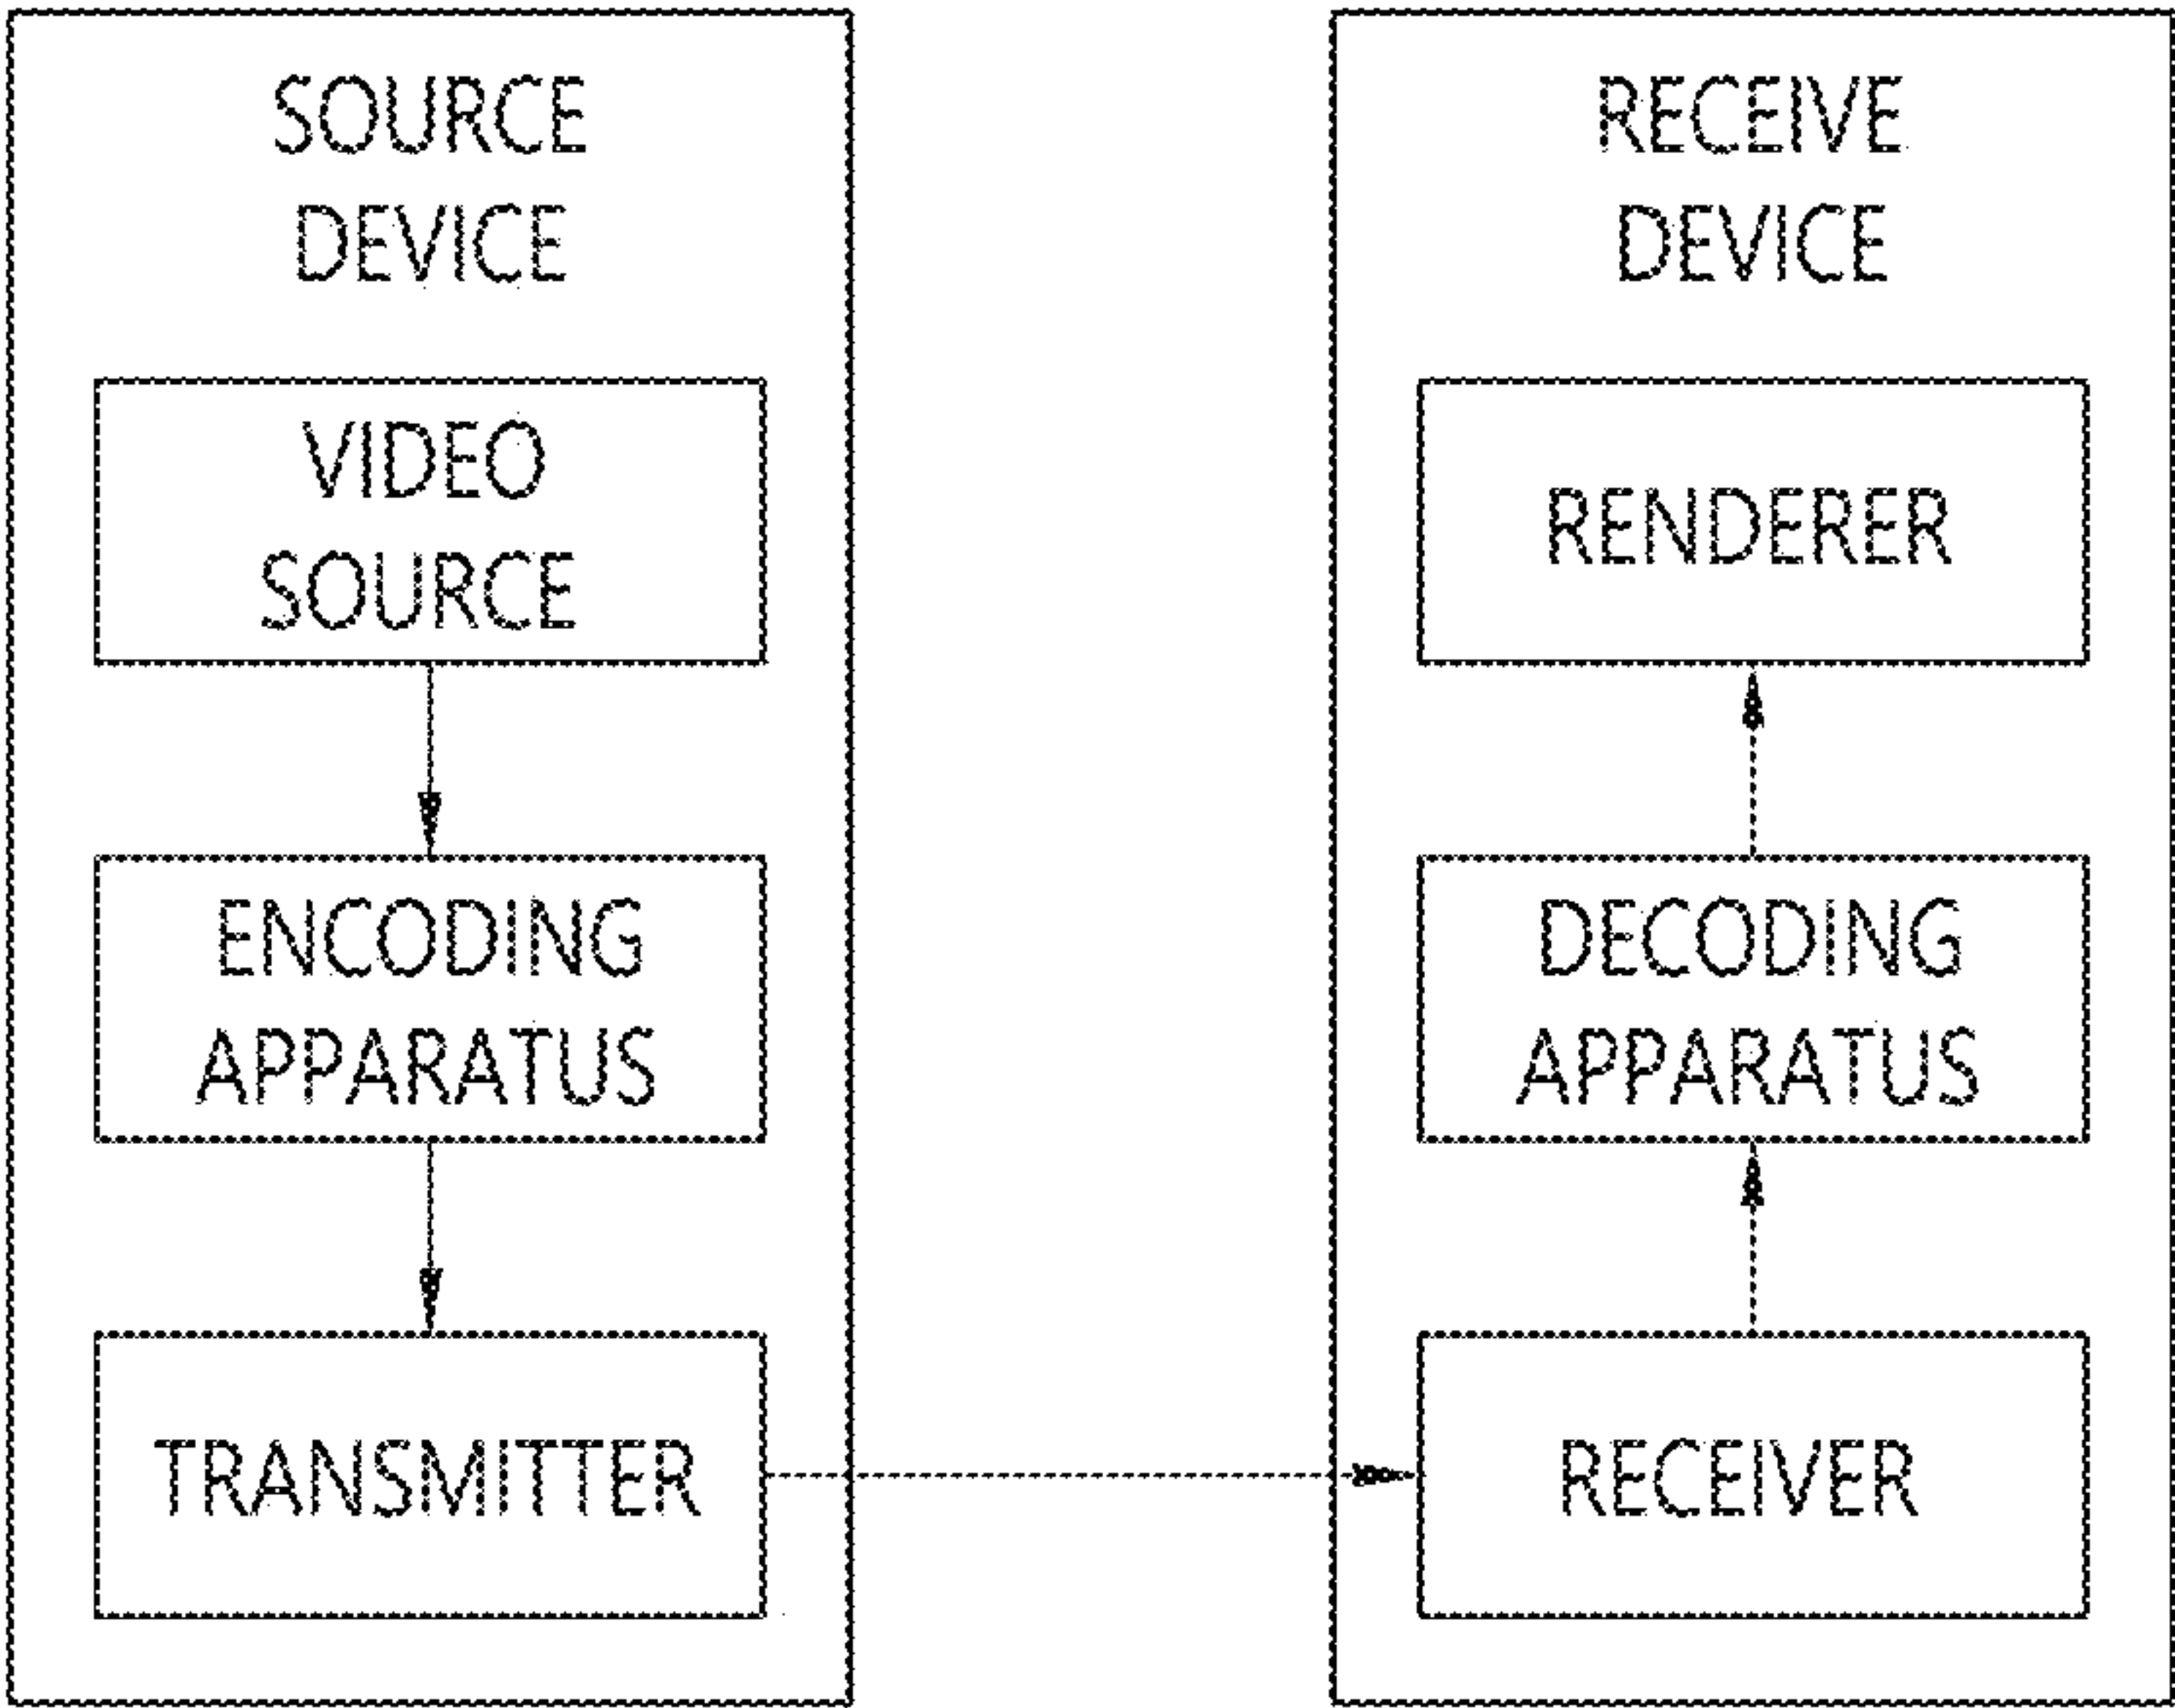 SOURCE
DEVICE
VIDEO
SOURCE
ENCODING
APPARATUS
TRANSMITTER
RECEIVE
DEVICE
RENDERER
DECODING
APPARATUS
RECEIVER